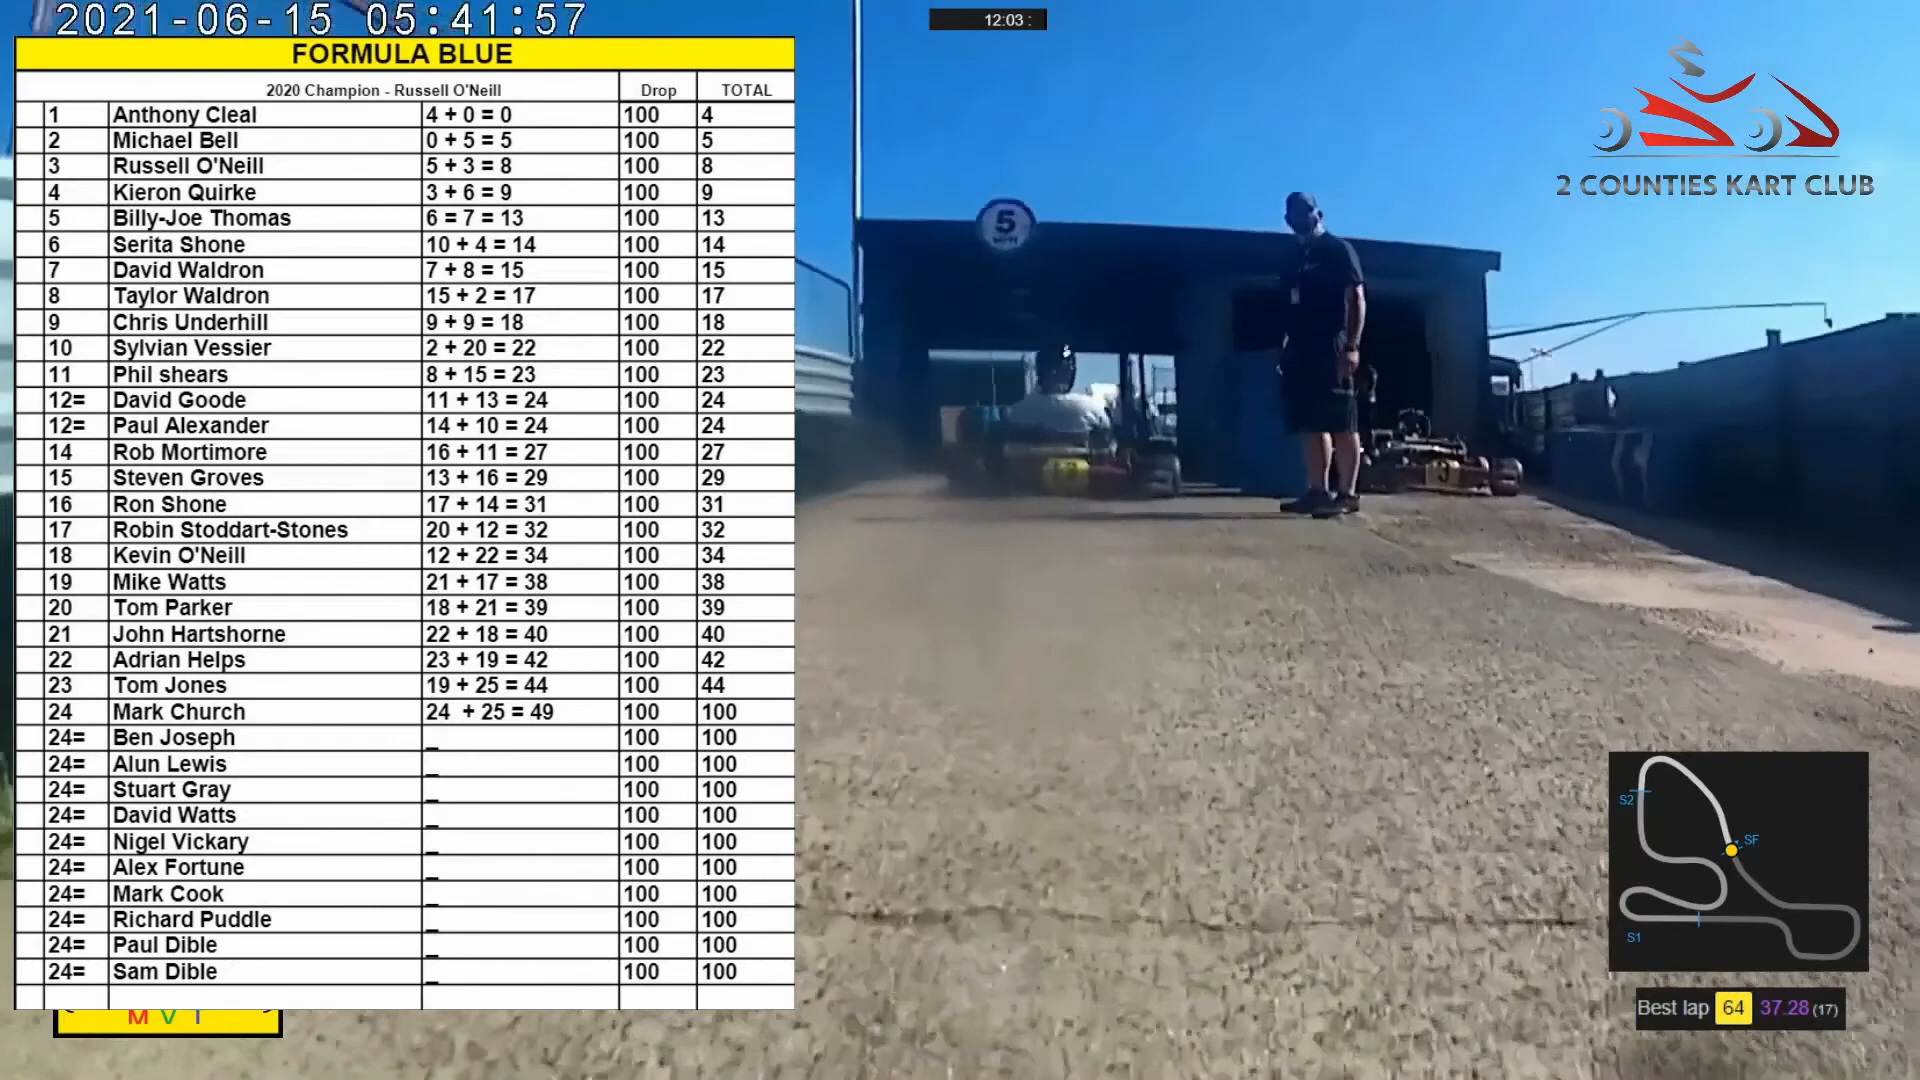 2021-06-15 05:41:57
12:03 :
FORMULA BLUE
2020 Champion - Russell O'Neill Drop TOTAL
1 Anthony Cleal 4 + 0 = 0 100 4
2 Michael Bell 0 + 5 = 5 100 5
3 Russell O'Neill 5 + 3 = 8 100 8
4 Kieron Quirke 3 + 6 = 9 100 9
5 Billy-Joe Thomas 6 = 7 = 13 100 13
6 Serita Shone 10 + 4 = 14 100 14
7 David Waldron 7 + 8 = 15 100 15
8 Taylor Waldron 15 + 2 = 17 100 17
9 Chris Underhill 9 + 9 = 18 100 18
10 Sylvian Vessier 2 + 20 = 22 100 22
11 Phil shears 8 + 15 = 23 100 23
12= David Goode 11 + 13 = 24 100 24
12= Paul Alexander 14 + 10 = 24 100 24
14 Rob Mortimore 16 + 11 = 27 100 27
15 Steven Groves 13 + 16 = 29 100 29
16 Ron Shone 17 + 14 = 31 100 31
17 Robin Stoddart-Stones 20 + 12 = 32 100 32
18 Kevin O'Neill 12 + 22 = 34 100 34
19 Mike Watts 21 + 17 = 38 100 38
20 Tom Parker 18 + 21 = 39 100 39
21 John Hartshorne 22 + 18 = 40 100 40
22 Adrian Helps 23 + 19 = 42 100 42
23 Tom Jones 19 + 25 = 44 100 44
24 Mark Church 24 + 25 = 49 100 100
24= Ben Joseph _ 100 100
24= Alun Lewis _ 100 100
24= Stuart Gray _ 100 100
24= David Watts _ 100 100
24= Nigel Vickary _ 100 100
24= Alex Fortune _ 100 100
24= Mark Cook _ 100 100
24= Richard Puddle _ 100 100
24= Paul Dible _ 100 100
24= Sam Dible _ 100 100
2 COUNTIES KART CLUB
5
3
S2
SF
S1
Best lap 64 37.28 (17)